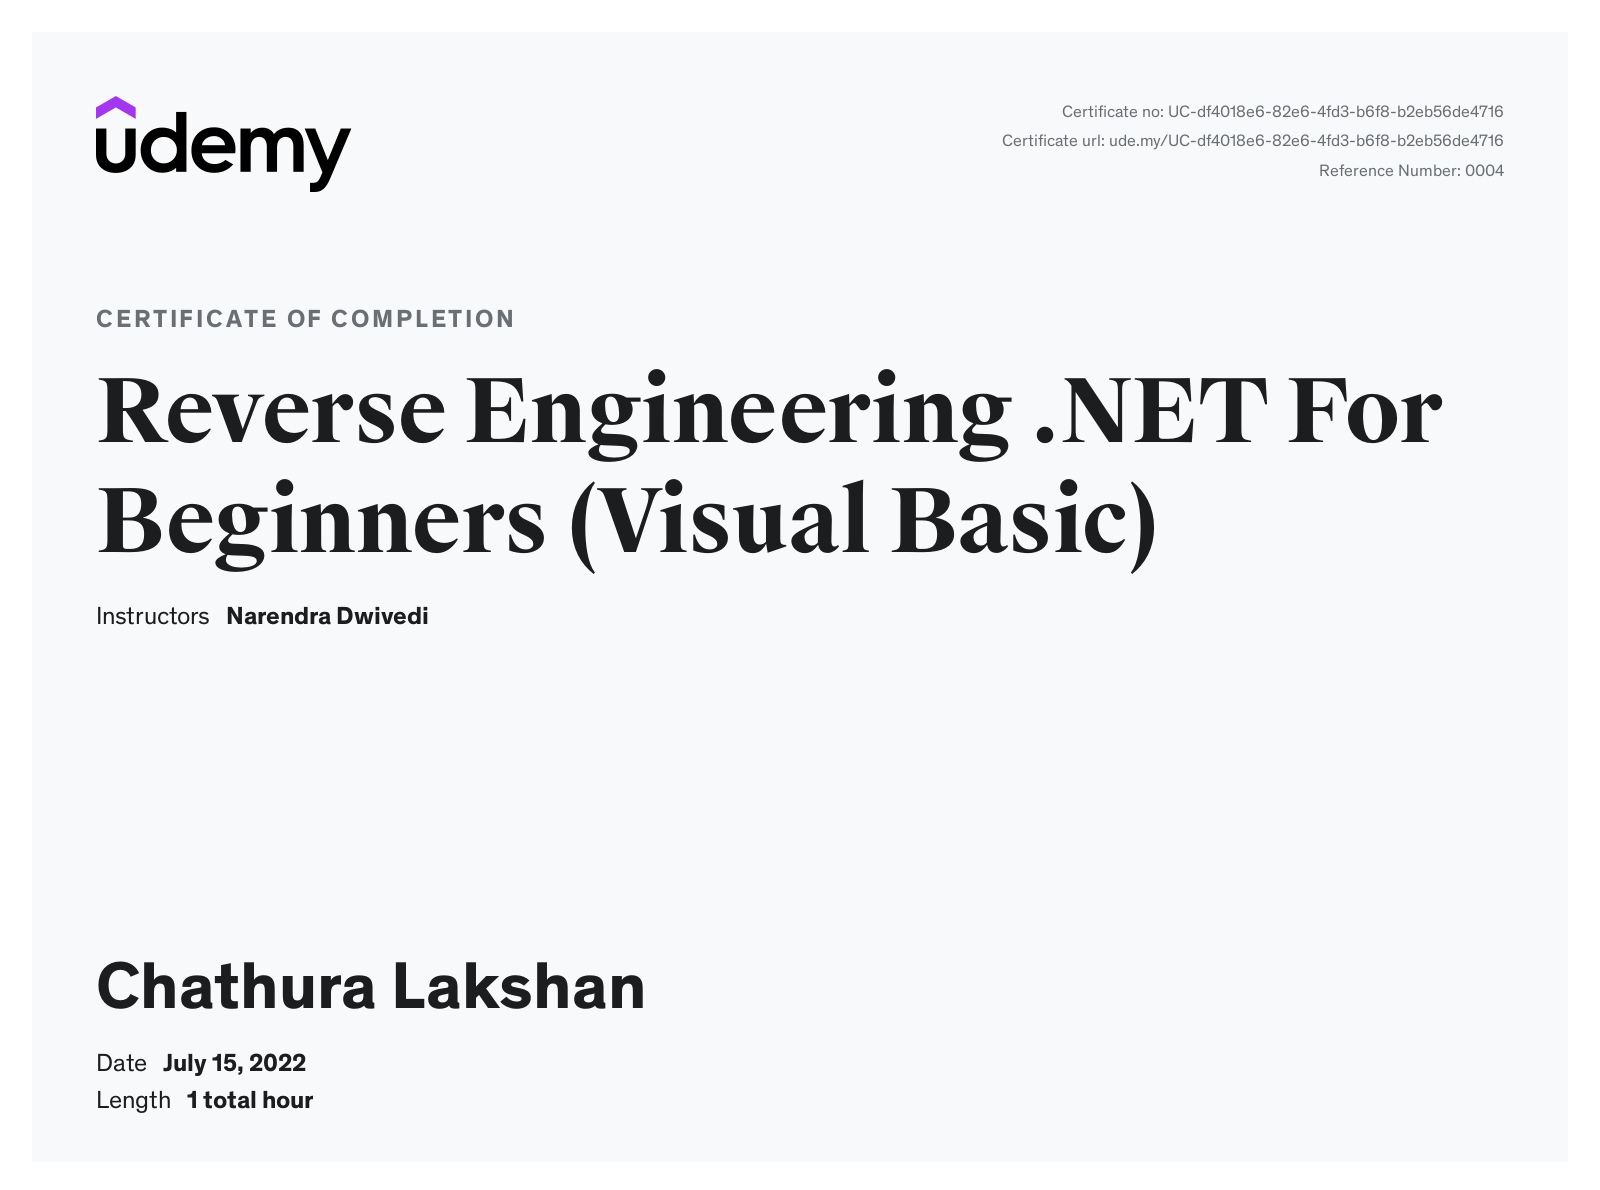 udemy
Certificate no: UC-df4018e6-82e6-4fd3-b6f8-b2eb56de4716
Certificate url: ude.my/UC-df4018e6-82e6-4fd3-b6f8-b2eb56de4716
Reference Number: 0004
CERTIFICATE OF COMPLETION
Reverse Engineering .NET For
Beginners (Visual Basic)
Instructors Narendra Dwivedi
Chathura Lakshan
Date July 15, 2022
Length 1 total hour